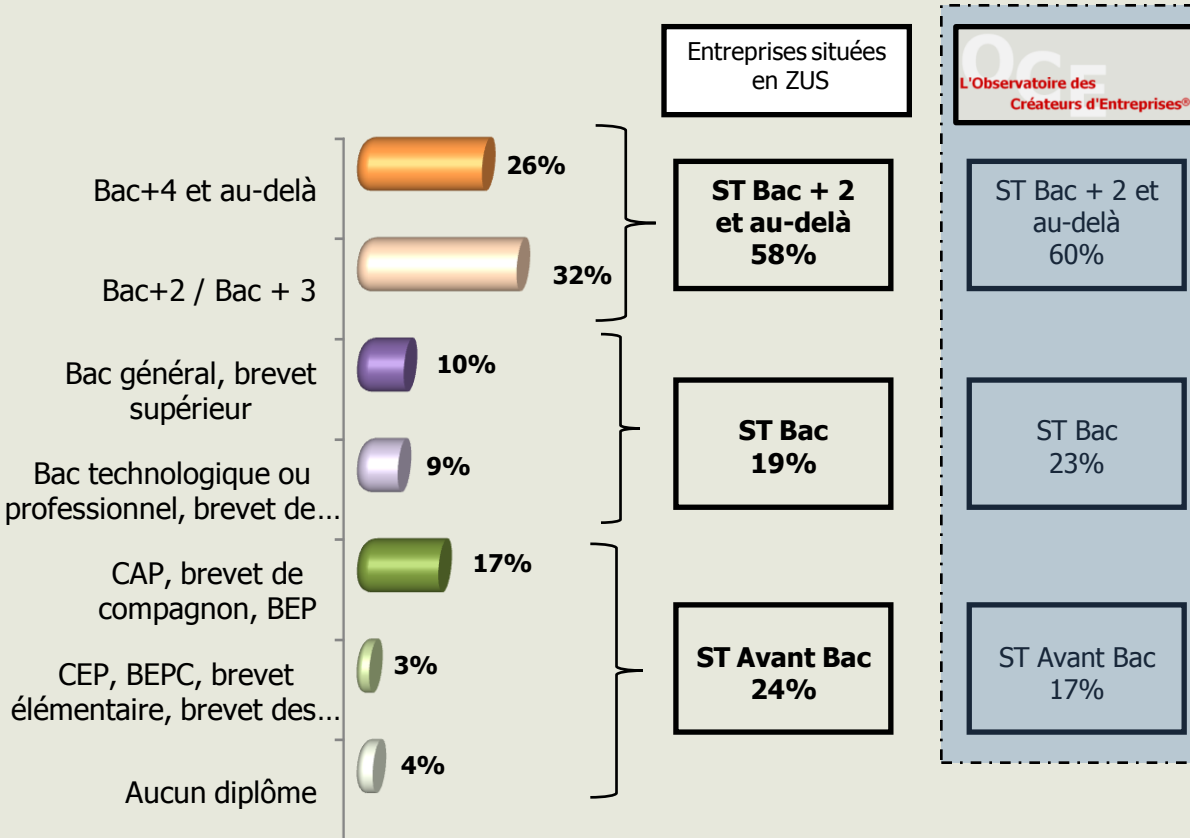 Entreprises situées
en ZUS
OCE
L'Observatoire des
Créateurs d'Entreprises®
Bac+4 et au-delà
26%
Bac+2 / Bac + 3
32%
ST Bac + 2
et au-delà
58%
ST Bac + 2 et
au-delà
60%
Bac général, brevet
supérieur
10%
Bac technologique ou
professionnel, brevet de…
9%
ST Bac
19%
ST Bac
23%
CAP, brevet de
compagnon, BEP
17%
CEP, BEPC, brevet
élémentaire, brevet des…
3%
Aucun diplôme
4%
ST Avant Bac
24%
ST Avant Bac
17%